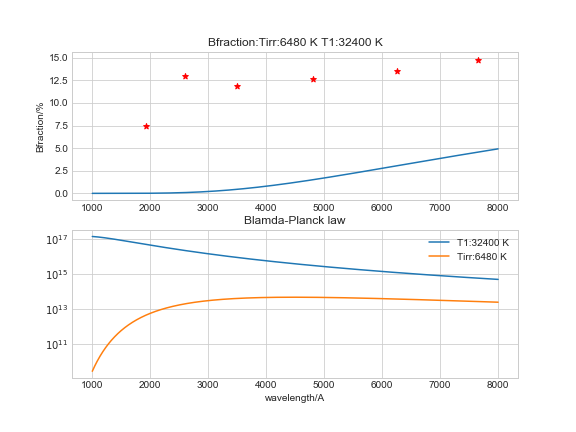 Bfraction:Tirr:6480 K T1:32400 K
Bfraction/%
15.0
12.5
10.0
7.5
5.0
2.5
0.0
1000 2000 3000 4000 5000 6000 7000 8000
Blamda-Planck law
T1:32400 K
Tirr:6480 K
10^17
10^15
10^13
10^11
1000 2000 3000 4000 5000 6000 7000 8000
wavelength/A